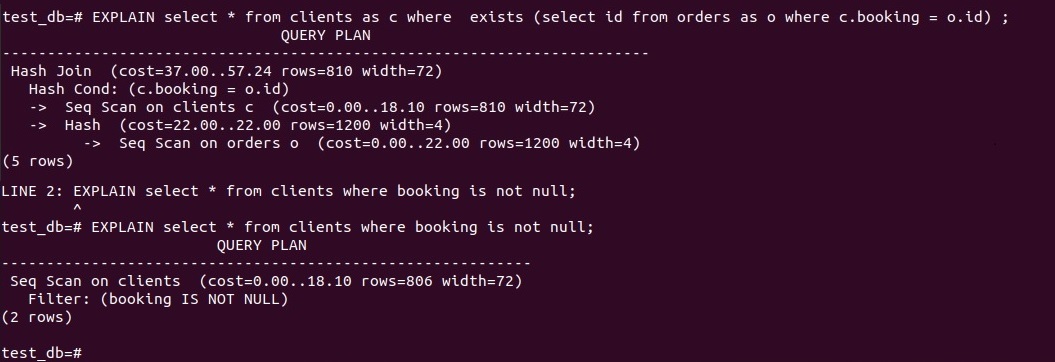 test_db=# EXPLAIN select * from clients as c where  exists (select id from orders as o where c.booking = o.id) ;
                               QUERY PLAN
------------------------------------------------------------------------
 Hash Join  (cost=37.00..57.24 rows=810 width=72)
   Hash Cond: (c.booking = o.id)
   ->  Seq Scan on clients c  (cost=0.00..18.10 rows=810 width=72)
   ->  Hash  (cost=22.00..22.00 rows=1200 width=4)
         ->  Seq Scan on orders o  (cost=0.00..22.00 rows=1200 width=4)
(5 rows)
LINE 2: EXPLAIN select * from clients where booking is not null;
        ^
test_db=# EXPLAIN select * from clients where booking is not null;
                        QUERY PLAN
-----------------------------------------------------------
 Seq Scan on clients  (cost=0.00..18.10 rows=806 width=72)
   Filter: (booking IS NOT NULL)
(2 rows)
test_db=#